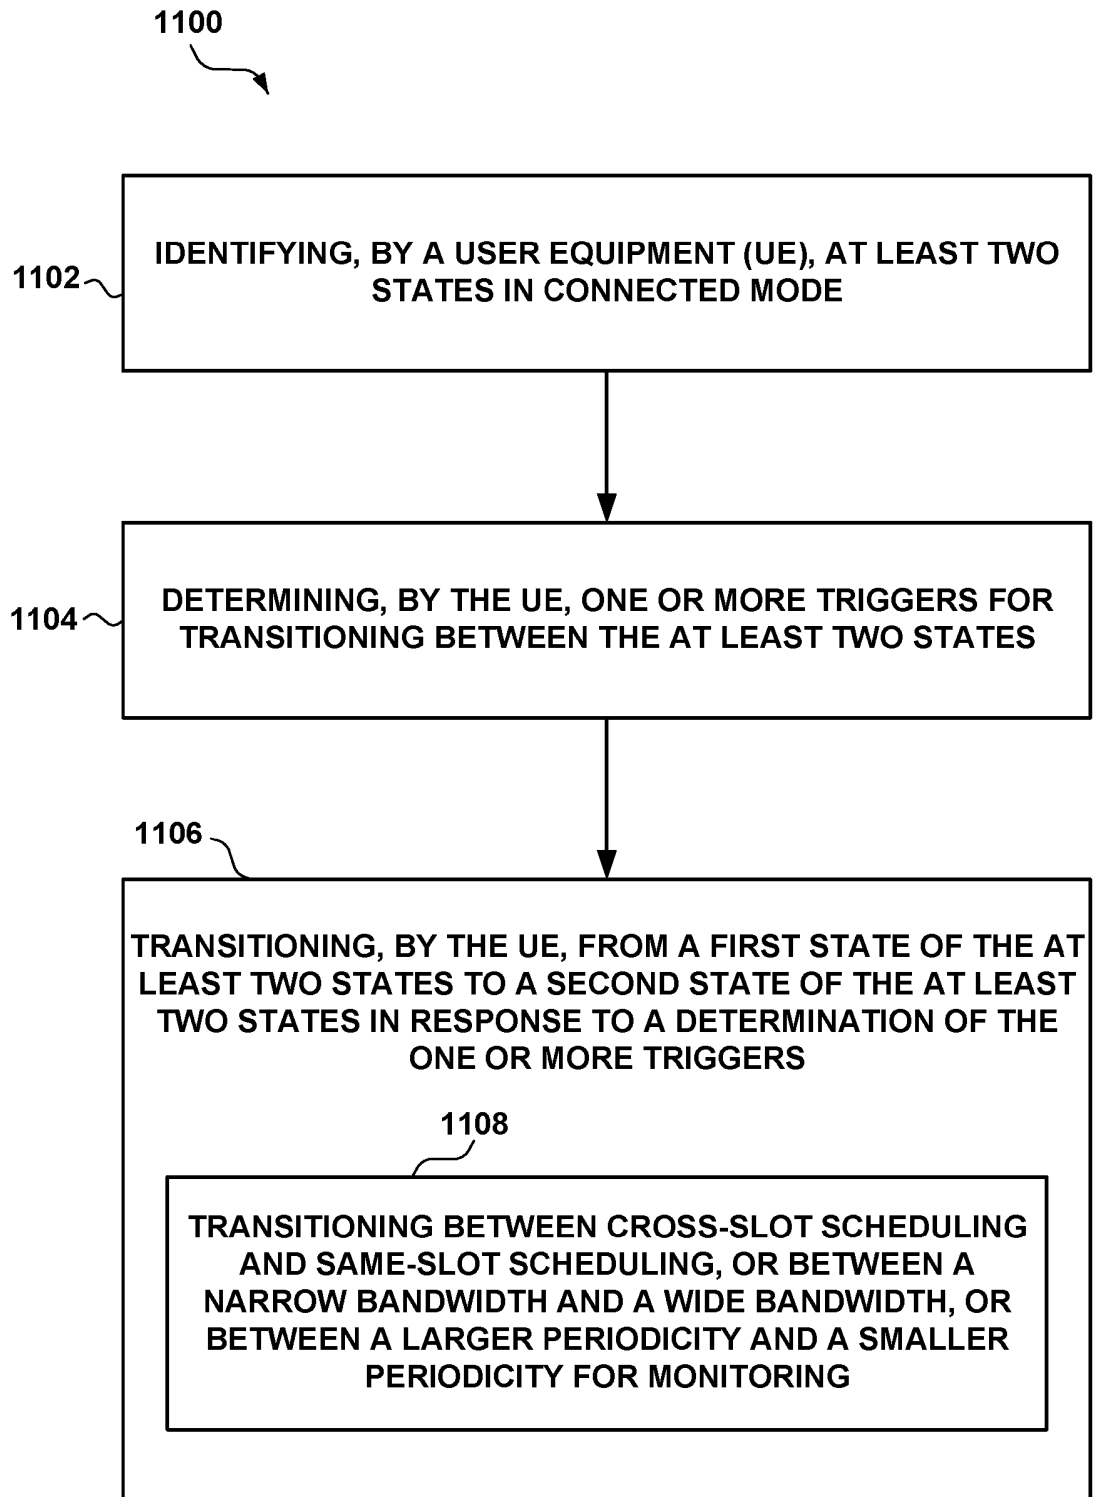 1100
IDENTIFYING, BY A USER EQUIPMENT (UE), AT LEAST TWO
STATES IN CONNECTED MODE
1102
DETERMINING, BY THE UE, ONE OR MORE TRIGGERS FOR
TRANSITIONING BETWEEN THE AT LEAST TWO STATES
1104
1106
TRANSITIONING, BY THE UE, FROM A FIRST STATE OF THE AT
LEAST TWO STATES TO A SECOND STATE OF THE AT LEAST
TWO STATES IN RESPONSE TO A DETERMINATION OF THE
ONE OR MORE TRIGGERS
1108
TRANSITIONING BETWEEN CROSS-SLOT SCHEDULING
AND SAME-SLOT SCHEDULING, OR BETWEEN A
NARROW BANDWIDTH AND A WIDE BANDWIDTH, OR
BETWEEN A LARGER PERIODICITY AND A SMALLER
PERIODICITY FOR MONITORING